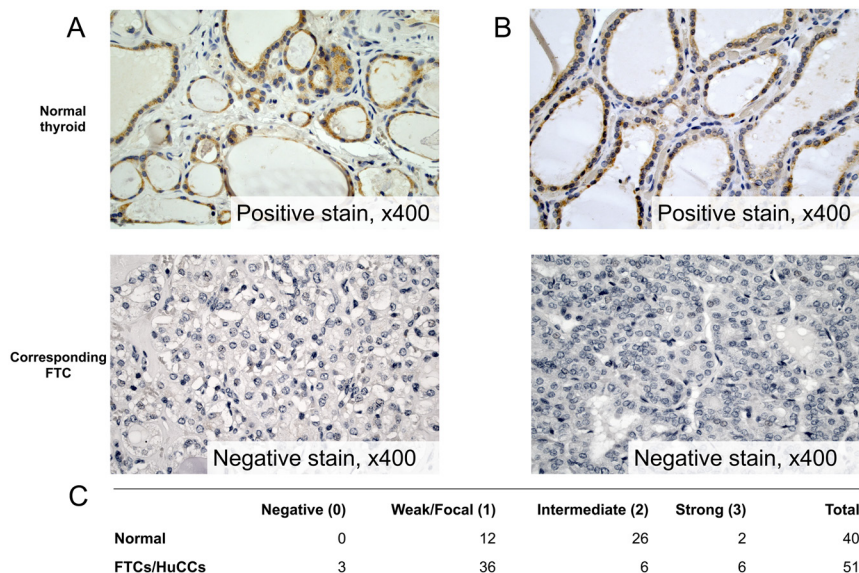 A
B
Normal
thyroid
Positive stain, x400
Positive stain, x400
Corresponding
FTC
Negative stain, x400
Negative stain, x400
C
Negative (0) Weak/Focal (1) Intermediate (2) Strong (3) Total
Normal 0 12 26 2 40
FTCs/HuCCs 3 36 6 6 51